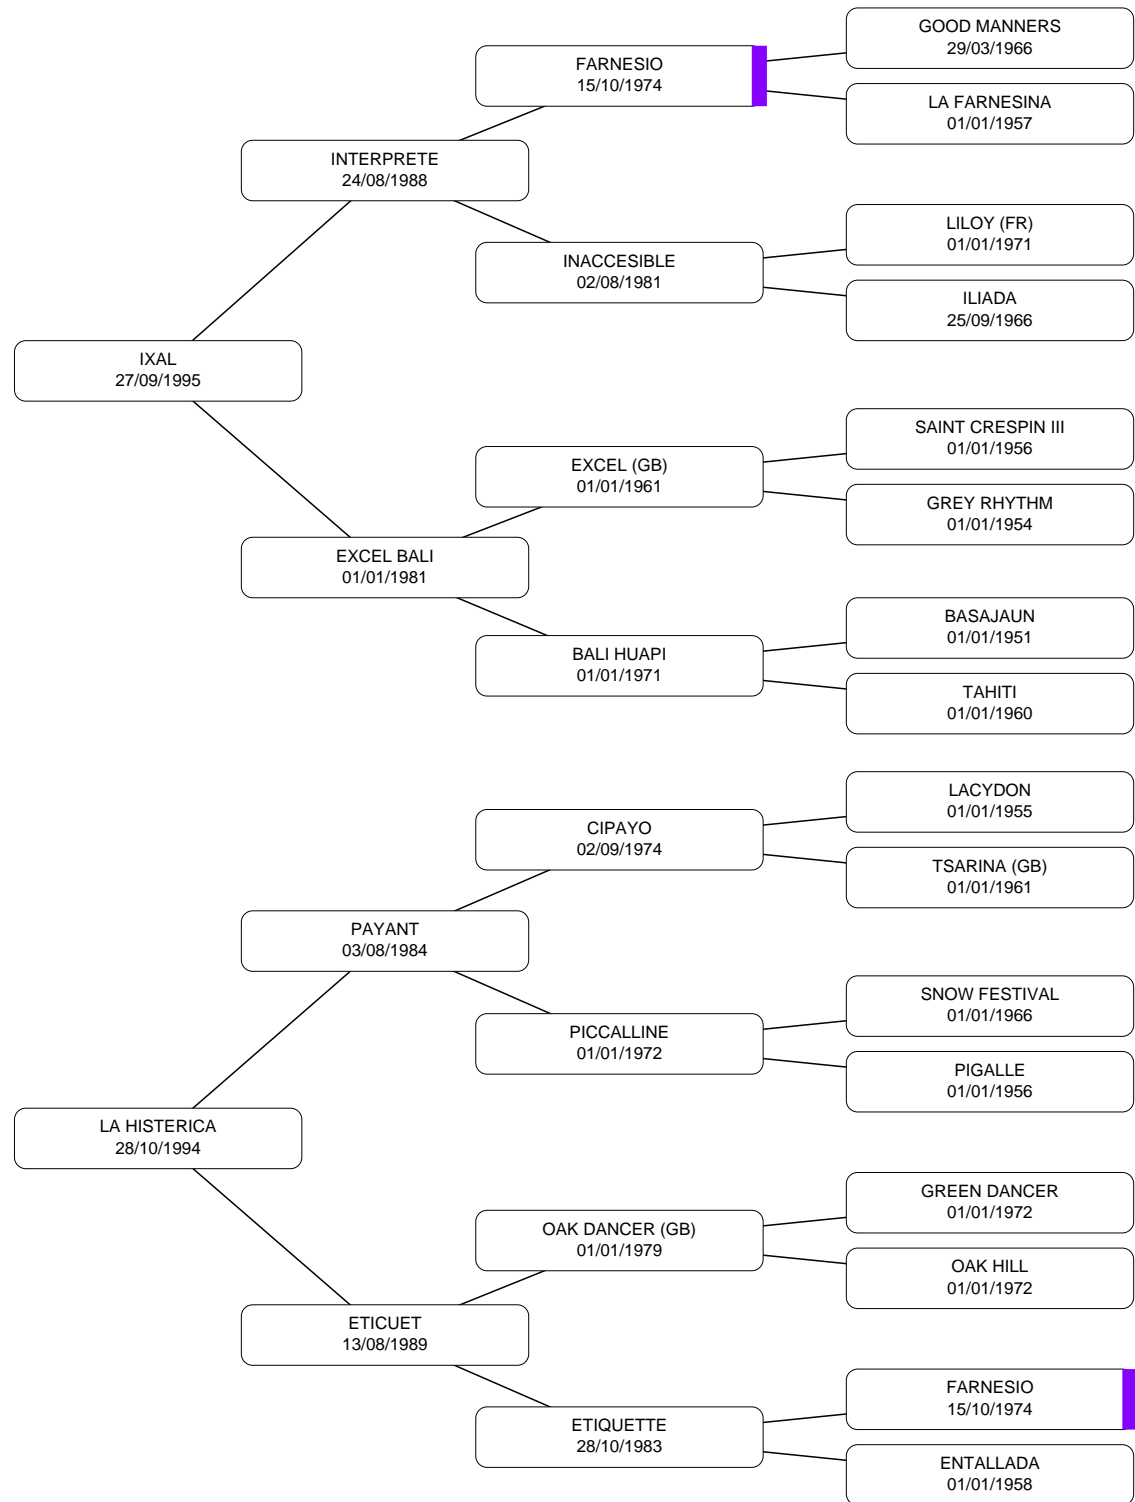 GOOD MANNERS
29/03/1966
FARNESIO
15/10/1974
LA FARNESINA
01/01/1957
INTERPRETE
24/08/1988
LILOY (FR)
01/01/1971
INACCESIBLE
02/08/1981
ILIADA
25/09/1966
IXAL
27/09/1995
SAINT CRESPIN III
01/01/1956
EXCEL (GB)
01/01/1961
GREY RHYTHM
01/01/1954
EXCEL BALI
01/01/1981
BASAJAUN
01/01/1951
BALI HUAPI
01/01/1971
TAHITI
01/01/1960
LACYDON
01/01/1955
CIPAYO
02/09/1974
TSARINA (GB)
01/01/1961
PAYANT
03/08/1984
SNOW FESTIVAL
01/01/1966
PICCALLINE
01/01/1972
PIGALLE
01/01/1956
LA HISTERICA
28/10/1994
GREEN DANCER
01/01/1972
OAK DANCER (GB)
01/01/1979
OAK HILL
01/01/1972
ETICUET
13/08/1989
FARNESIO
15/10/1974
ETIQUETTE
28/10/1983
ENTALLADA
01/01/1958